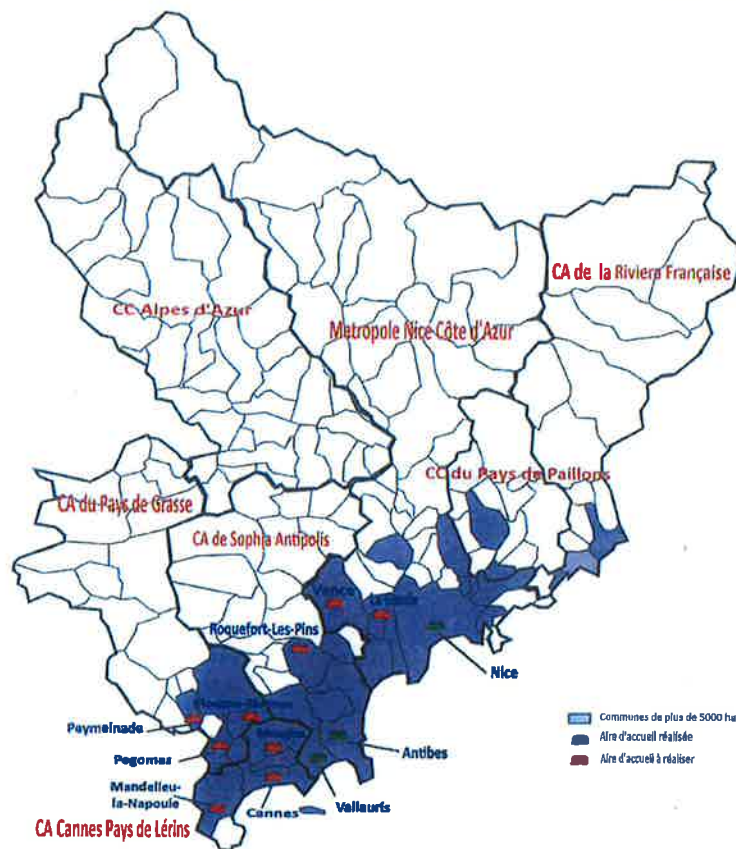 CA de la Riviera Française
CC Alpes d'Azur
Metropole Nice Côte d'Azur
CC du Pays de Paillons
CA du Pays de Grasse
CA de Sophia Antipolis
Vence
Roquefort-Les-Pins
Nice
Communes de plus de 5000 ha
Peymeinade
Aire d'accueil réalisée
Antibes
Pegomas
Aire d'accueil à réaliser
Mandelieu-
la-Napoule
Cannes
Vallauris
CA Cannes Pays de Lérins